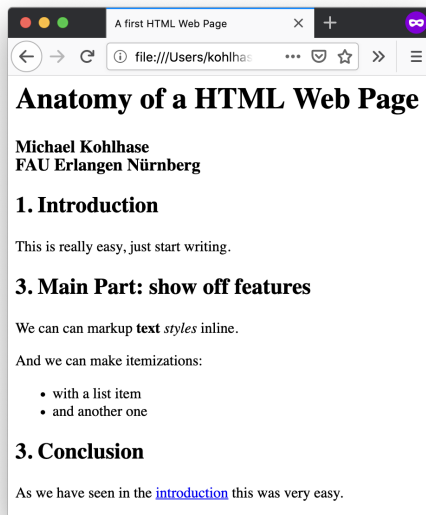 A first HTML Web Page
file:///Users/kohlhas
Anatomy of a HTML Web Page
Michael Kohlhase
FAU Erlangen Nürnberg
1. Introduction
This is really easy, just start writing.
3. Main Part: show off features
We can can markup text styles inline.
And we can make itemizations:
• with a list item
• and another one
3. Conclusion
As we have seen in the introduction this was very easy.